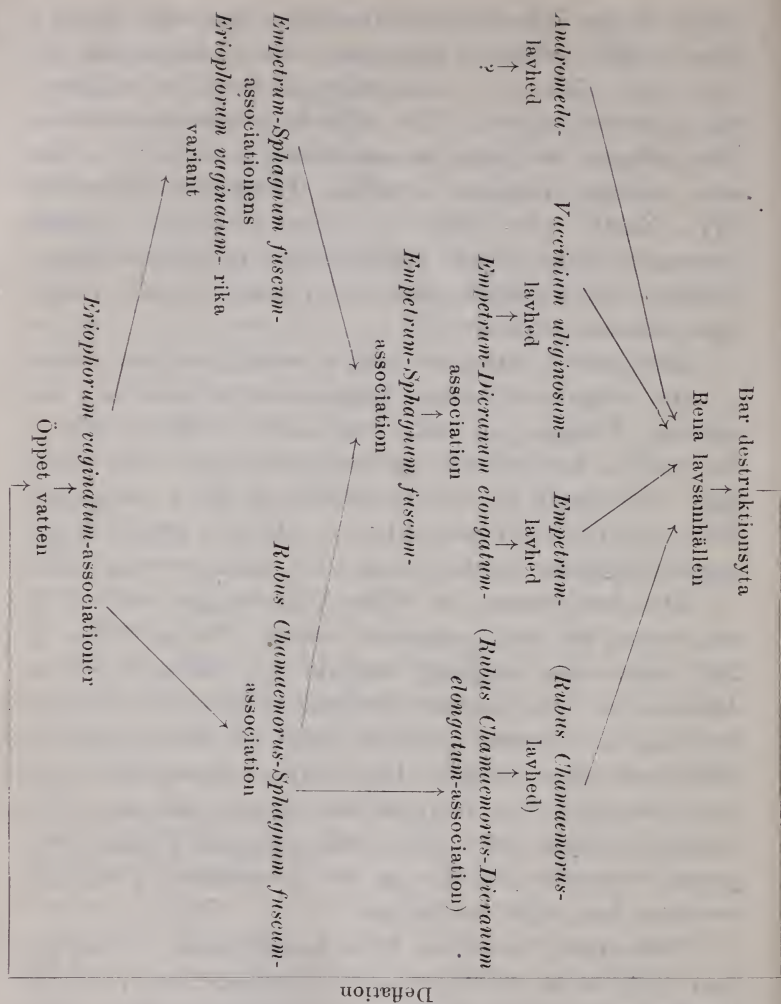 Bar destruktionsyta
↑
Rena lavsamhällen
Andromeda-
lavhed
↑
?
Vaccinium uliginosum-
lavhed
↑
Empetrum-
lavhed
↑
(Rubus Chamaemorus-
lavhed)
↑
Empetrum-Dicranum elongatum-
association
↑
(Rubus Chamaemorus-Dicranum
elongatum-association)
Empetrum-Sphagnum fuscum-
association
Empetrum-Sphagnum fuscum-
associationens
Eriophorum vaginatum- rika
variant
Rubus Chamaemorus-Sphagnum fuscum-
association
Eriophorum vaginatum-associationer
↑
Öppet vatten
↑
Deflation